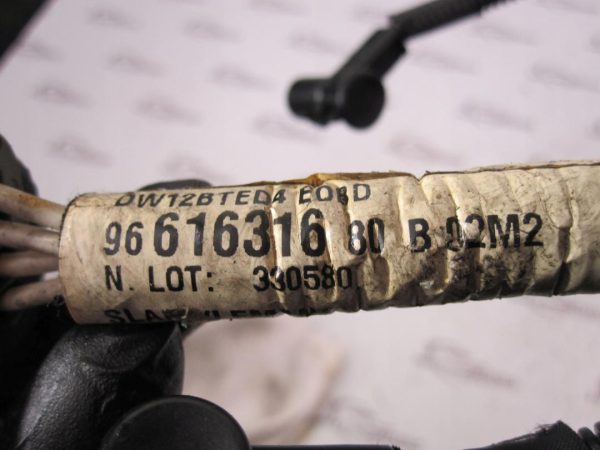 DW12BTED4 EOBD
96 616316 80 B 02M2
N. LOT: 330580